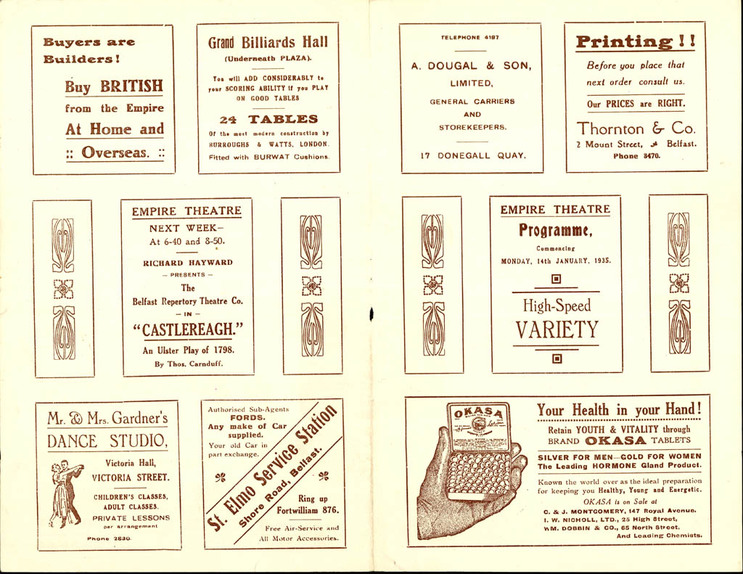 Buyers are
Builders!
Buy BRITISH
from the Empire
At Home and
:: Overseas. ::
Grand Billiards Hall
(Underneath PLAZA).
You will ADD CONSIDERABLY to
your SCORING ABILITY if you PLAY
ON GOOD TABLES
24 TABLES
Of the most modern construction by
BURROUGHS & WATTS, LONDON.
Fitted with BURWAT Cushions.
EMPIRE THEATRE
NEXT WEEK—
At 6-40 and 8-50.
RICHARD HAYWARD
— PRESENTS —
The
Belfast Repertory Theatre Co.
— IN —
"CASTLEREAGH."
An Ulster Play of 1798.
By Thos. Carnduff.
Mr. & Mrs. Gardner's
DANCE STUDIO,
Victoria Hall,
VICTORIA STREET.
CHILDREN'S CLASSES,
ADULT CLASSES.
PRIVATE LESSONS
per arrangement
Phone 2830.
Authorised Sub-Agents
FORDS.
Any make of Car
supplied.
Your old Car in
part exchange.
St. Elmo Service Station
Shore Road, Belfast.
Ring up
Fortwilliam 876.
Free Air-Service and
All Motor Accessories.
TELEPHONE 4187
A. DOUGAL & SON,
LIMITED,
GENERAL CARRIERS
AND
STOREKEEPERS.
17 DONEGALL QUAY.
Printing!!
Before you place that
next order consult us.
Our PRICES are RIGHT.
Thornton & Co.
2 Mount Street, Belfast.
Phone 3470.
EMPIRE THEATRE
Programme,
Commencing
MONDAY, 14th JANUARY, 1935.
High-Speed
VARIETY
OKASA
Your Health in your Hand!
Retain YOUTH & VITALITY through
BRAND OKASA TABLETS
SILVER FOR MEN—GOLD FOR WOMEN
The Leading HORMONE Gland Product.
Known the world over as the ideal preparation
for keeping you Healthy, Young and Energetic.
OKASA is on Sale at
C. & J. MONTGOMERY, 147 Royal Avenue.
I. W. NICHOLL, LTD., 25 High Street,
WM. DOBBIN & CO., 65 North Street.
And Leading Chemists.